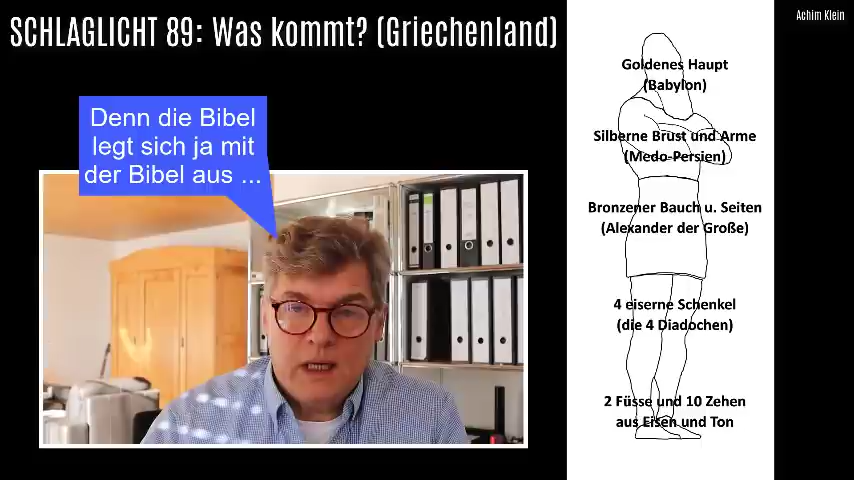 SCHLAGLICHT 89: Was kommt? (Griechenland)
Achim Klein
Denn die Bibel
legt sich ja mit
der Bibel aus ...
Goldenes Haupt
(Babylon)
Silberne Brust und Arme
(Medo-Persien)
Bronzener Bauch u. Seiten
(Alexander der Große)
4 eiserne Schenkel
(die 4 Diadochen)
2 Füsse und 10 Zehen
aus Eisen und Ton